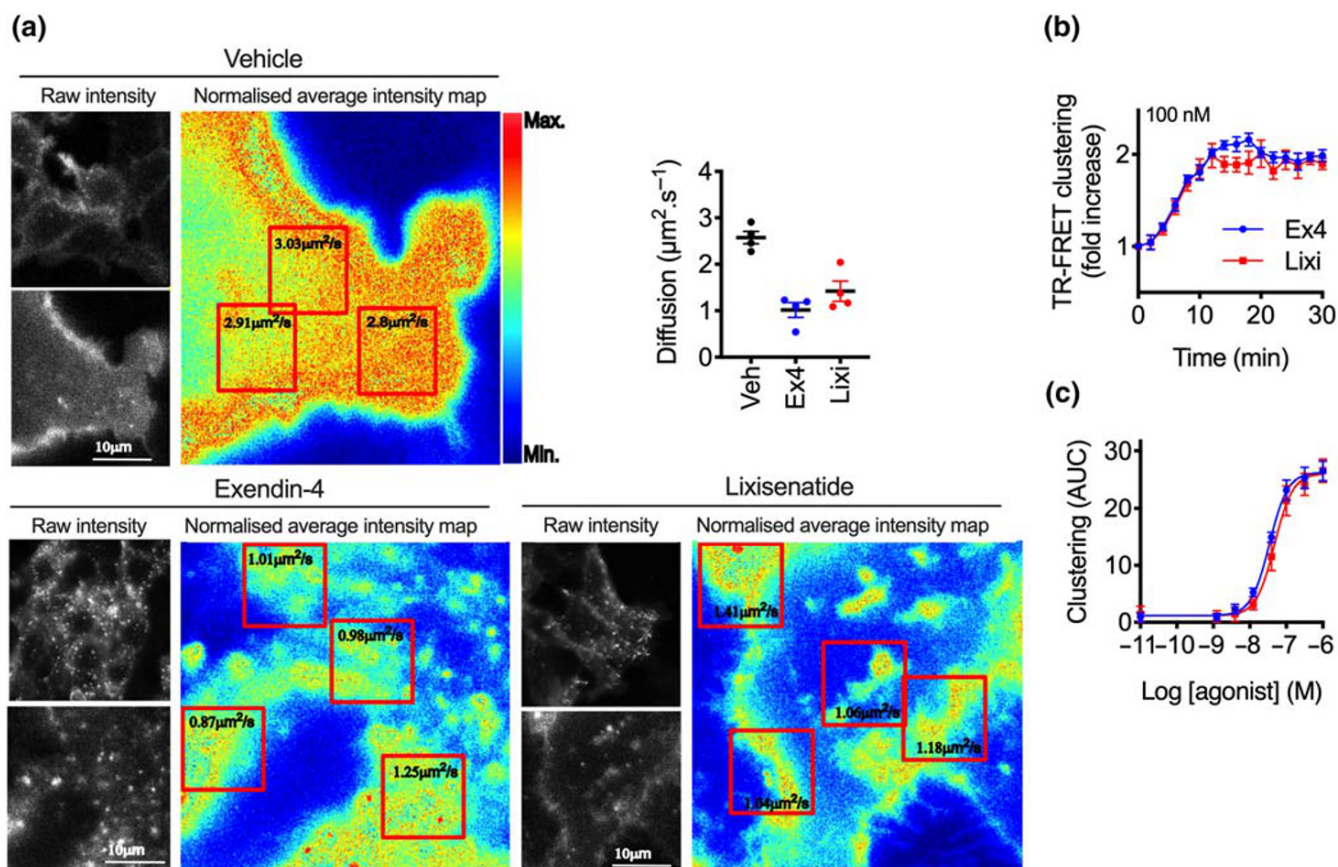 (a)
Vehicle
Raw intensity
Normalised average intensity map
Max.
3.03μm²/s
2.91μm²/s
2.8μm²/s
10μm
Min.
Diffusion (μm².s⁻¹)
4
3
2
1
0
Veh
Ex4
Lixi
Exendin-4
Raw intensity
Normalised average intensity map
1.01μm²/s
0.98μm²/s
0.87μm²/s
1.25μm²/s
10μm
Lixisenatide
Raw intensity
Normalised average intensity map
1.41μm²/s
1.06μm²/s
1.18μm²/s
1.04μm²/s
10μm
(b)
TR-FRET clustering
(fold increase)
100 nM
2
1
Ex4
Lixi
0 10 20 30
Time (min)
(c)
Clustering (AUC)
30
20
10
0
−11 −10 −9 −8 −7 −6
Log [agonist] (M)